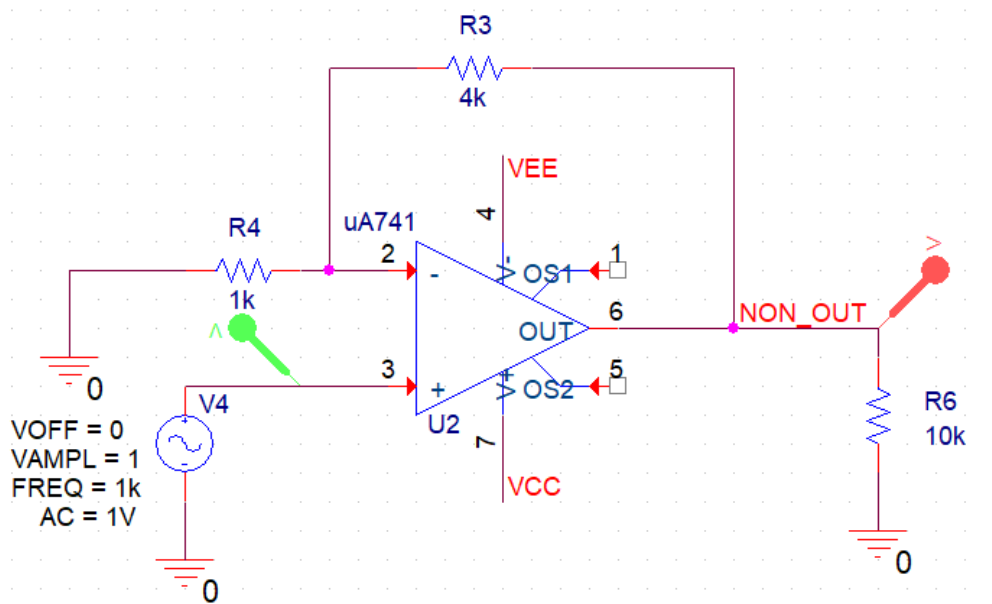 R3
4k
VEE
4
uA741
R4
2
-
V-
OS1
1
1k
6
NON_OUT
OUT
V
3
+
V+
OS2
5
0
V4
U2
R6
10k
VOFF = 0
VAMPL = 1
FREQ = 1k
AC = 1V
7
VCC
0
0
V